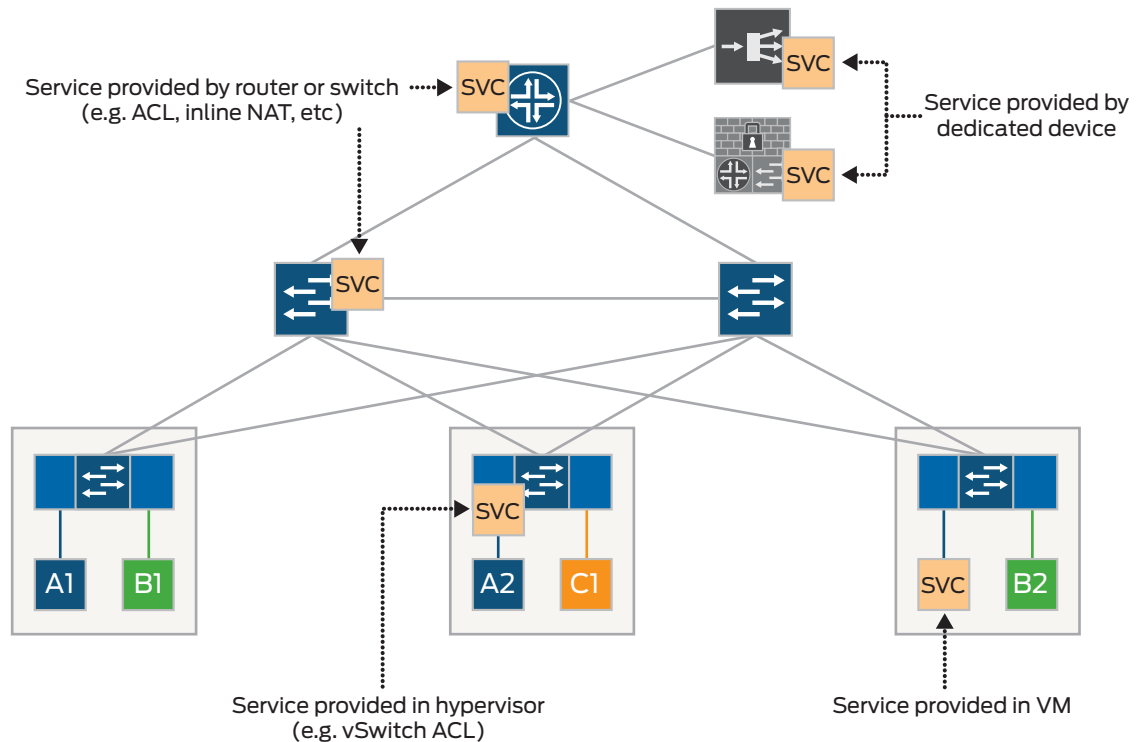 SVC
Service provided by router or switch
(e.g. ACL, inline NAT, etc)
SVC
Service provided by
dedicated device
SVC
SVC
SVC
SVC
A1
B1
A2
C1
SVC
B2
Service provided in hypervisor
(e.g. vSwitch ACL)
Service provided in VM